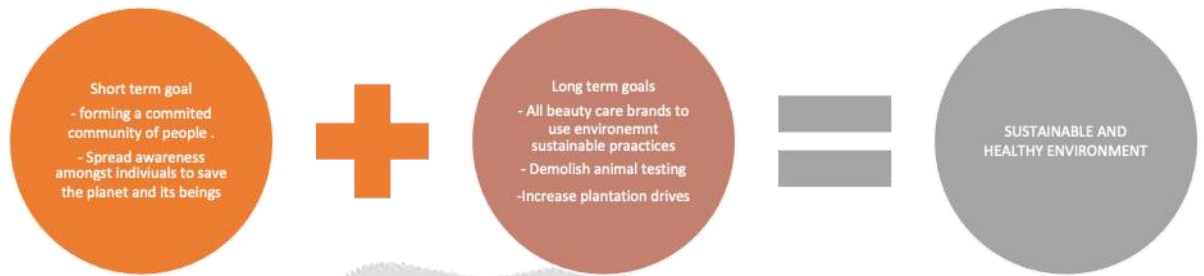 Short term goal
- forming a commited
community of people .
- Spread awareness
amongst indiviuals to save
the planet and its beings
Long term goals
- All beauty care brands to
use environemnt
sustainable praactices
- Demolish animal testing
-Increase plantation drives
SUSTAINABLE AND
HEALTHY ENVIRONMENT